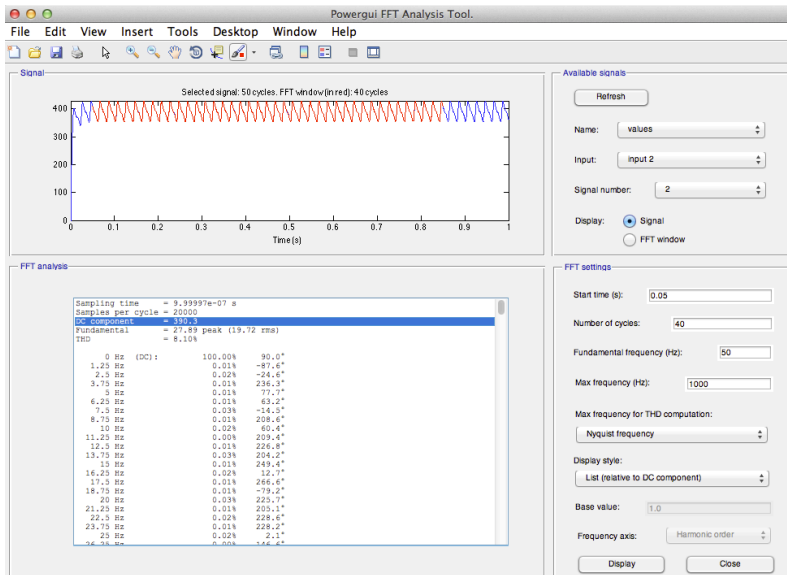 Powergui FFT Analysis Tool.
File Edit View Insert Tools Desktop Window Help
Signal
Selected signal: 50 cycles. FFT window (in red): 40 cycles
400
300
200
100
0
0 0.1 0.2 0.3 0.4 0.5 0.6 0.7 0.8 0.9 1
Time (s)
FFT analysis
Sampling time = 9.99997e-07 s
Samples per cycle = 20000
DC component = 390.3
Fundamental = 27.89 peak (19.72 rms)
THD = 8.10%
0 Hz (DC): 100.00% 90.0°
1.25 Hz 0.01% -87.6°
2.5 Hz 0.02% -24.6°
3.75 Hz 0.01% 236.3°
5 Hz 0.01% 77.7°
6.25 Hz 0.01% 63.2°
7.5 Hz 0.03% -14.5°
8.75 Hz 0.01% 208.6°
10 Hz 0.02% 60.4°
11.25 Hz 0.00% 209.4°
12.5 Hz 0.01% 226.8°
13.75 Hz 0.03% 204.2°
15 Hz 0.04% 249.4°
16.25 Hz 0.02% 12.7°
17.5 Hz 0.01% 266.6°
18.75 Hz 0.01% -79.2°
20 Hz 0.03% 225.7°
21.25 Hz 0.01% 205.1°
22.5 Hz 0.02% 228.6°
23.75 Hz 0.01% 228.2°
25 Hz 0.02% 2.1°
26.25 Hz 0.00% 146.6°
Available signals
Refresh
Name: values
Input: input 2
Signal number: 2
Display: Signal
FFT window
FFT settings
Start time (s): 0.05
Number of cycles: 40
Fundamental frequency (Hz): 50
Max frequency (Hz): 1000
Max frequency for THD computation:
Nyquist frequency
Display style:
List (relative to DC component)
Base value: 1.0
Frequency axis: Harmonic order
Display Close